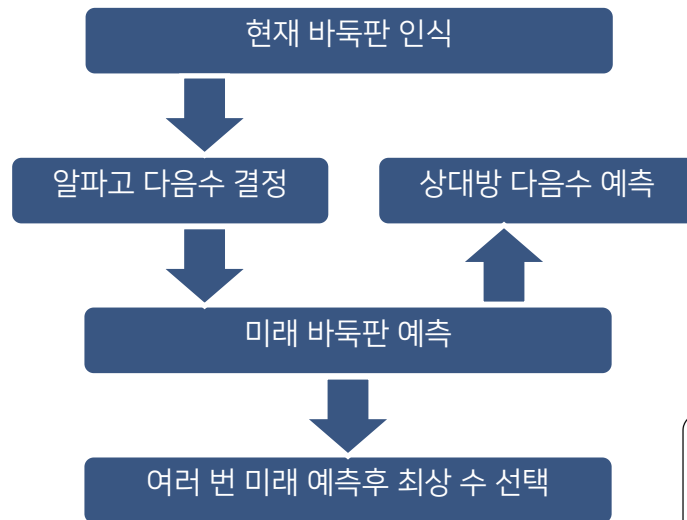 현재 바둑판 인식
알파고 다음수 결정
상대방 다음수 예측
미래 바둑판 예측
여러 번 미래 예측후 최상 수 선택